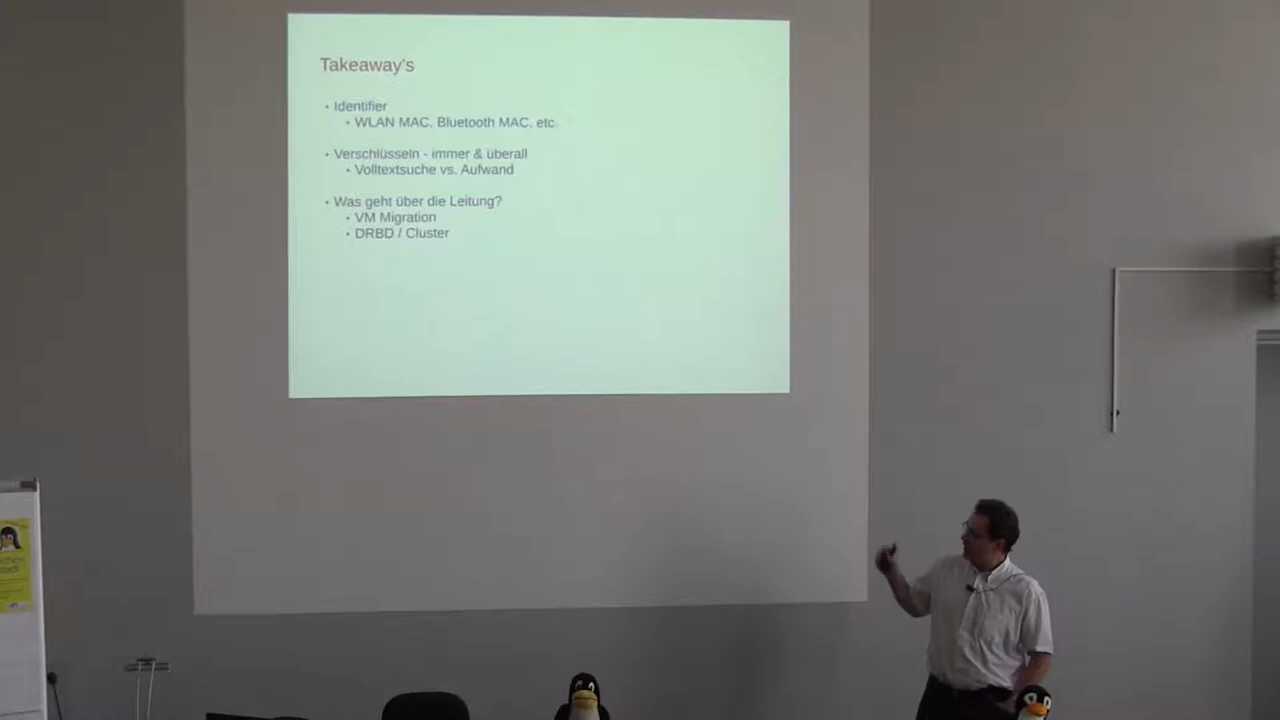 Takeaway's
• Identifier
• WLAN MAC, Bluetooth MAC, etc.
• Verschlüsseln - immer & überall
• Volltextsuche vs. Aufwand
• Was geht über die Leitung?
• VM Migration
• DRBD / Cluster